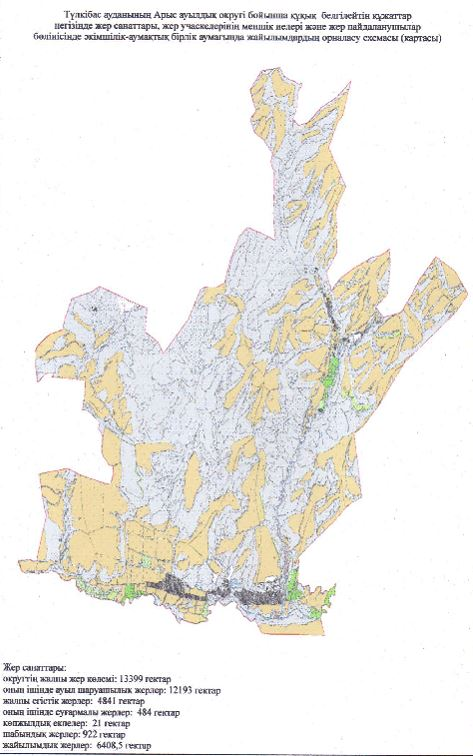 Түлкібас ауданының Арыс ауылдық округі бойынша құқық белгілейтін құжаттар
негізінде жер санаттары, жер учаскелерінің меншік иелері және жер пайдаланушылар
бөлінісінде әкімшілік-аумақтық бірлік аумағында жайылымдардың орналасу схемасы (картасы)
Жер санаттары:
округтің жалпы жер көлемі: 13399 гектар
оның ішінде ауыл шаруашылық жерлер: 12193 гектар
жалпы егістік жерлер: 4841 гектар
оның ішінде суғармалы жерлер: 484 гектар
көпжылдық екпелер: 21 гектар
шабындық жерлер: 922 гектар
жайылымдық жерлер: 6408,5 гектар